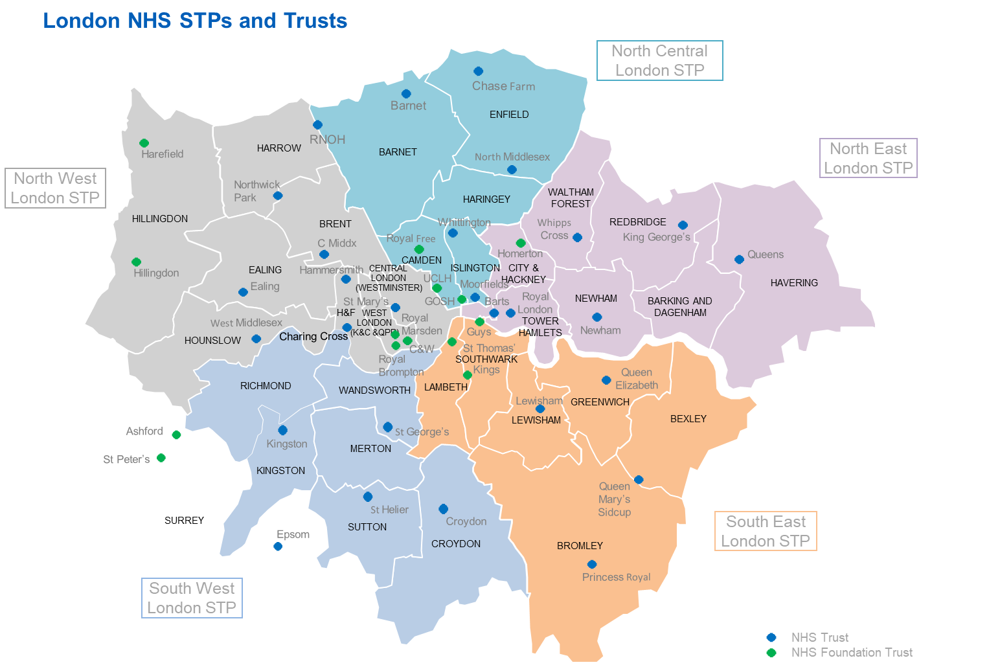 London NHS STPs and Trusts
North Central
London STP
Chase Farm
Barnet
ENFIELD
RNOH
HARROW
BARNET
Harefield
North Middlesex
North East
London STP
North West
London STP
Northwick
Park
HARINGEY
WALTHAM
FOREST
HILLINGDON
BRENT
Whittington
Whipps
Cross
REDBRIDGE
King George's
Royal Free
C Middx
Homerton
Queens
CAMDEN
ISLINGTON
CITY &
HACKNEY
Hillingdon
EALING
Ealing
Hammersmith
CENTRAL
LONDON
(WESTMINSTER)
UCLH
Moorfields
HAVERING
GOSH
Barts
Royal
London
NEWHAM
BARKING AND
DAGENHAM
St Mary's
H&F
WEST
LONDON
(K&C &QPP)
Royal
Marsden
TOWER
HAMLETS
Newham
West Middlesex
HOUNSLOW
Charing Cross
Guys
C&W
St Thomas'
SOUTHWARK
Kings
Royal
Brompton
RICHMOND
WANDSWORTH
LAMBETH
Queen
Elizabeth
Lewisham
GREENWICH
LEWISHAM
BEXLEY
Ashford
Kingston
St George's
MERTON
St Peter's
KINGSTON
Queen
Mary's
Sidcup
St Helier
SURREY
SUTTON
Croydon
CROYDON
South East
London STP
Epsom
BROMLEY
Princess Royal
South West
London STP
NHS Trust
NHS Foundation Trust